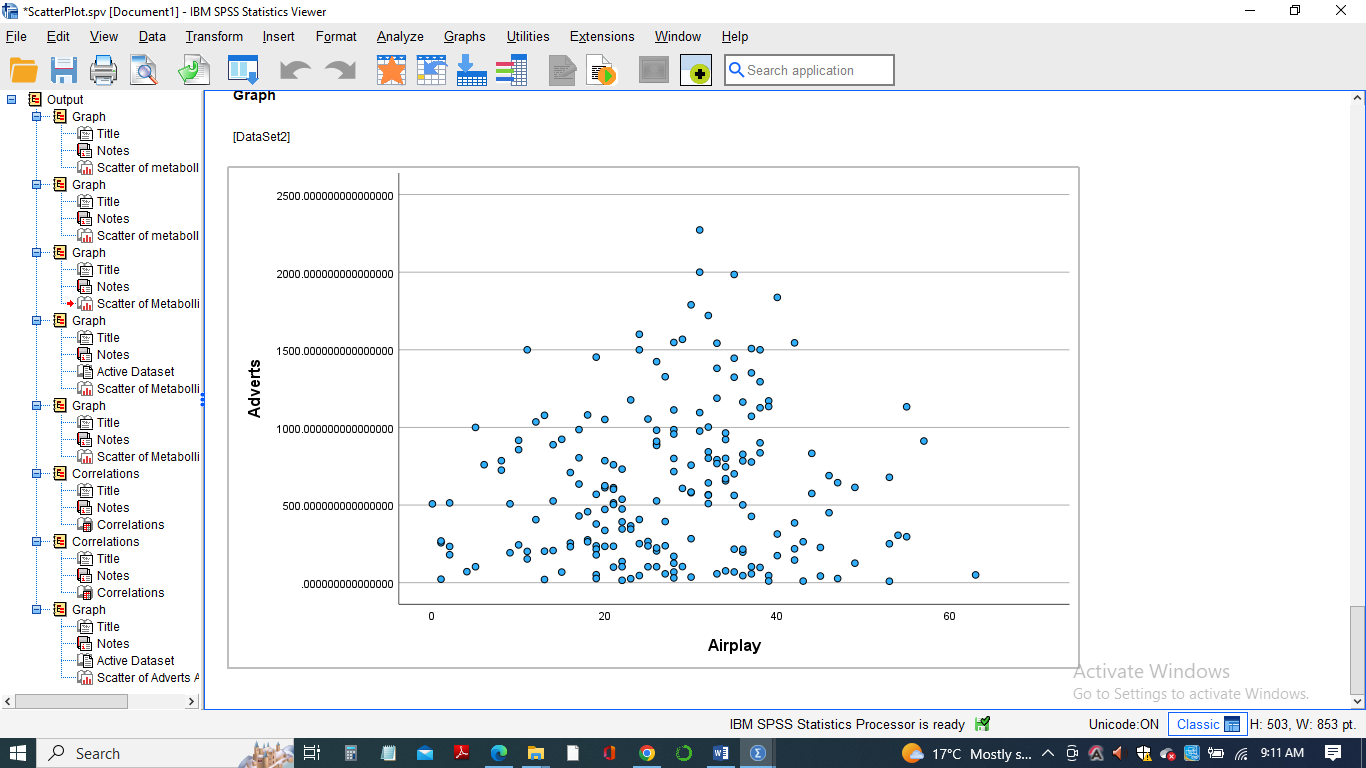 *ScatterPlot.spv [Document1] - IBM SPSS Statistics Viewer
File Edit View Data Transform Insert Format Analyze Graphs Utilities Extensions Window Help
Search application
Output
Graph
Title
Notes
Scatter of metaboll
Graph
Title
Notes
Scatter of metaboll
Graph
Title
Notes
Scatter of Metabolli
Graph
Title
Notes
Active Dataset
Scatter of Metabolli
Graph
Title
Notes
Scatter of Metabolli
Correlations
Title
Notes
Correlations
Correlations
Title
Notes
Correlations
Graph
Title
Notes
Active Dataset
Scatter of Adverts A
Graph
[DataSet2]
2500.000000000000000
2000.000000000000000
1500.000000000000000
1000.000000000000000
500.000000000000000
.000000000000000
Adverts
0 20 40 60
Airplay
Activate Windows
Go to Settings to activate Windows.
IBM SPSS Statistics Processor is ready Unicode:ON Classic H: 503, W: 853 pt.
Search 17°C Mostly s... 9:11 AM